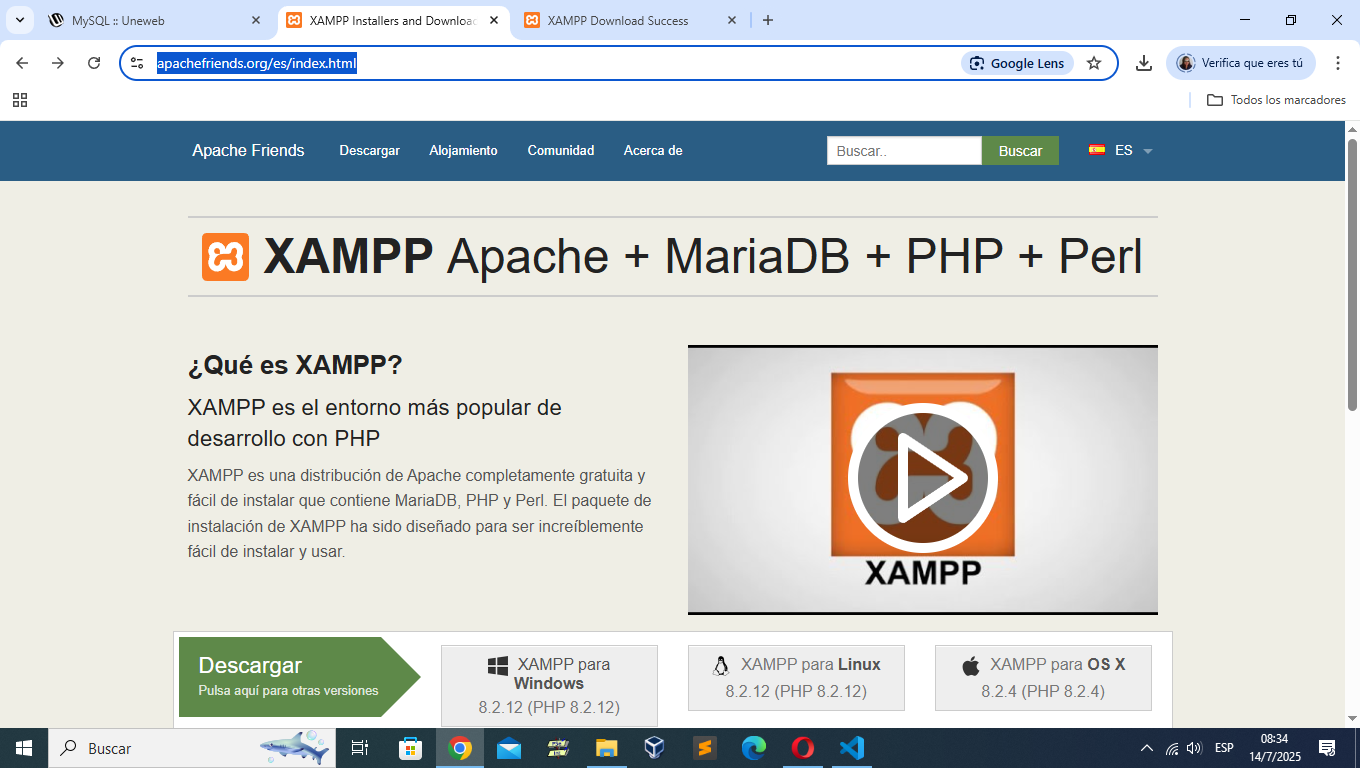 MySQL :: Uneweb
XAMPP Installers and Downloac
XAMPP Download Success
apachefriends.org/es/index.html
Google Lens
Verifica que eres tú
Todos los marcadores
Apache Friends
Descargar
Alojamiento
Comunidad
Acerca de
Buscar..
Buscar
ES
XAMPP Apache + MariaDB + PHP + Perl
¿Qué es XAMPP?
XAMPP es el entorno más popular de
desarrollo con PHP
XAMPP es una distribución de Apache completamente gratuita y
fácil de instalar que contiene MariaDB, PHP y Perl. El paquete de
instalación de XAMPP ha sido diseñado para ser increíblemente
fácil de instalar y usar.
XAMPP
Descargar
Pulsa aquí para otras versiones
XAMPP para
Windows
8.2.12 (PHP 8.2.12)
XAMPP para Linux
8.2.12 (PHP 8.2.12)
XAMPP para OS X
8.2.4 (PHP 8.2.4)
Buscar
ESP
08:34
14/7/2025